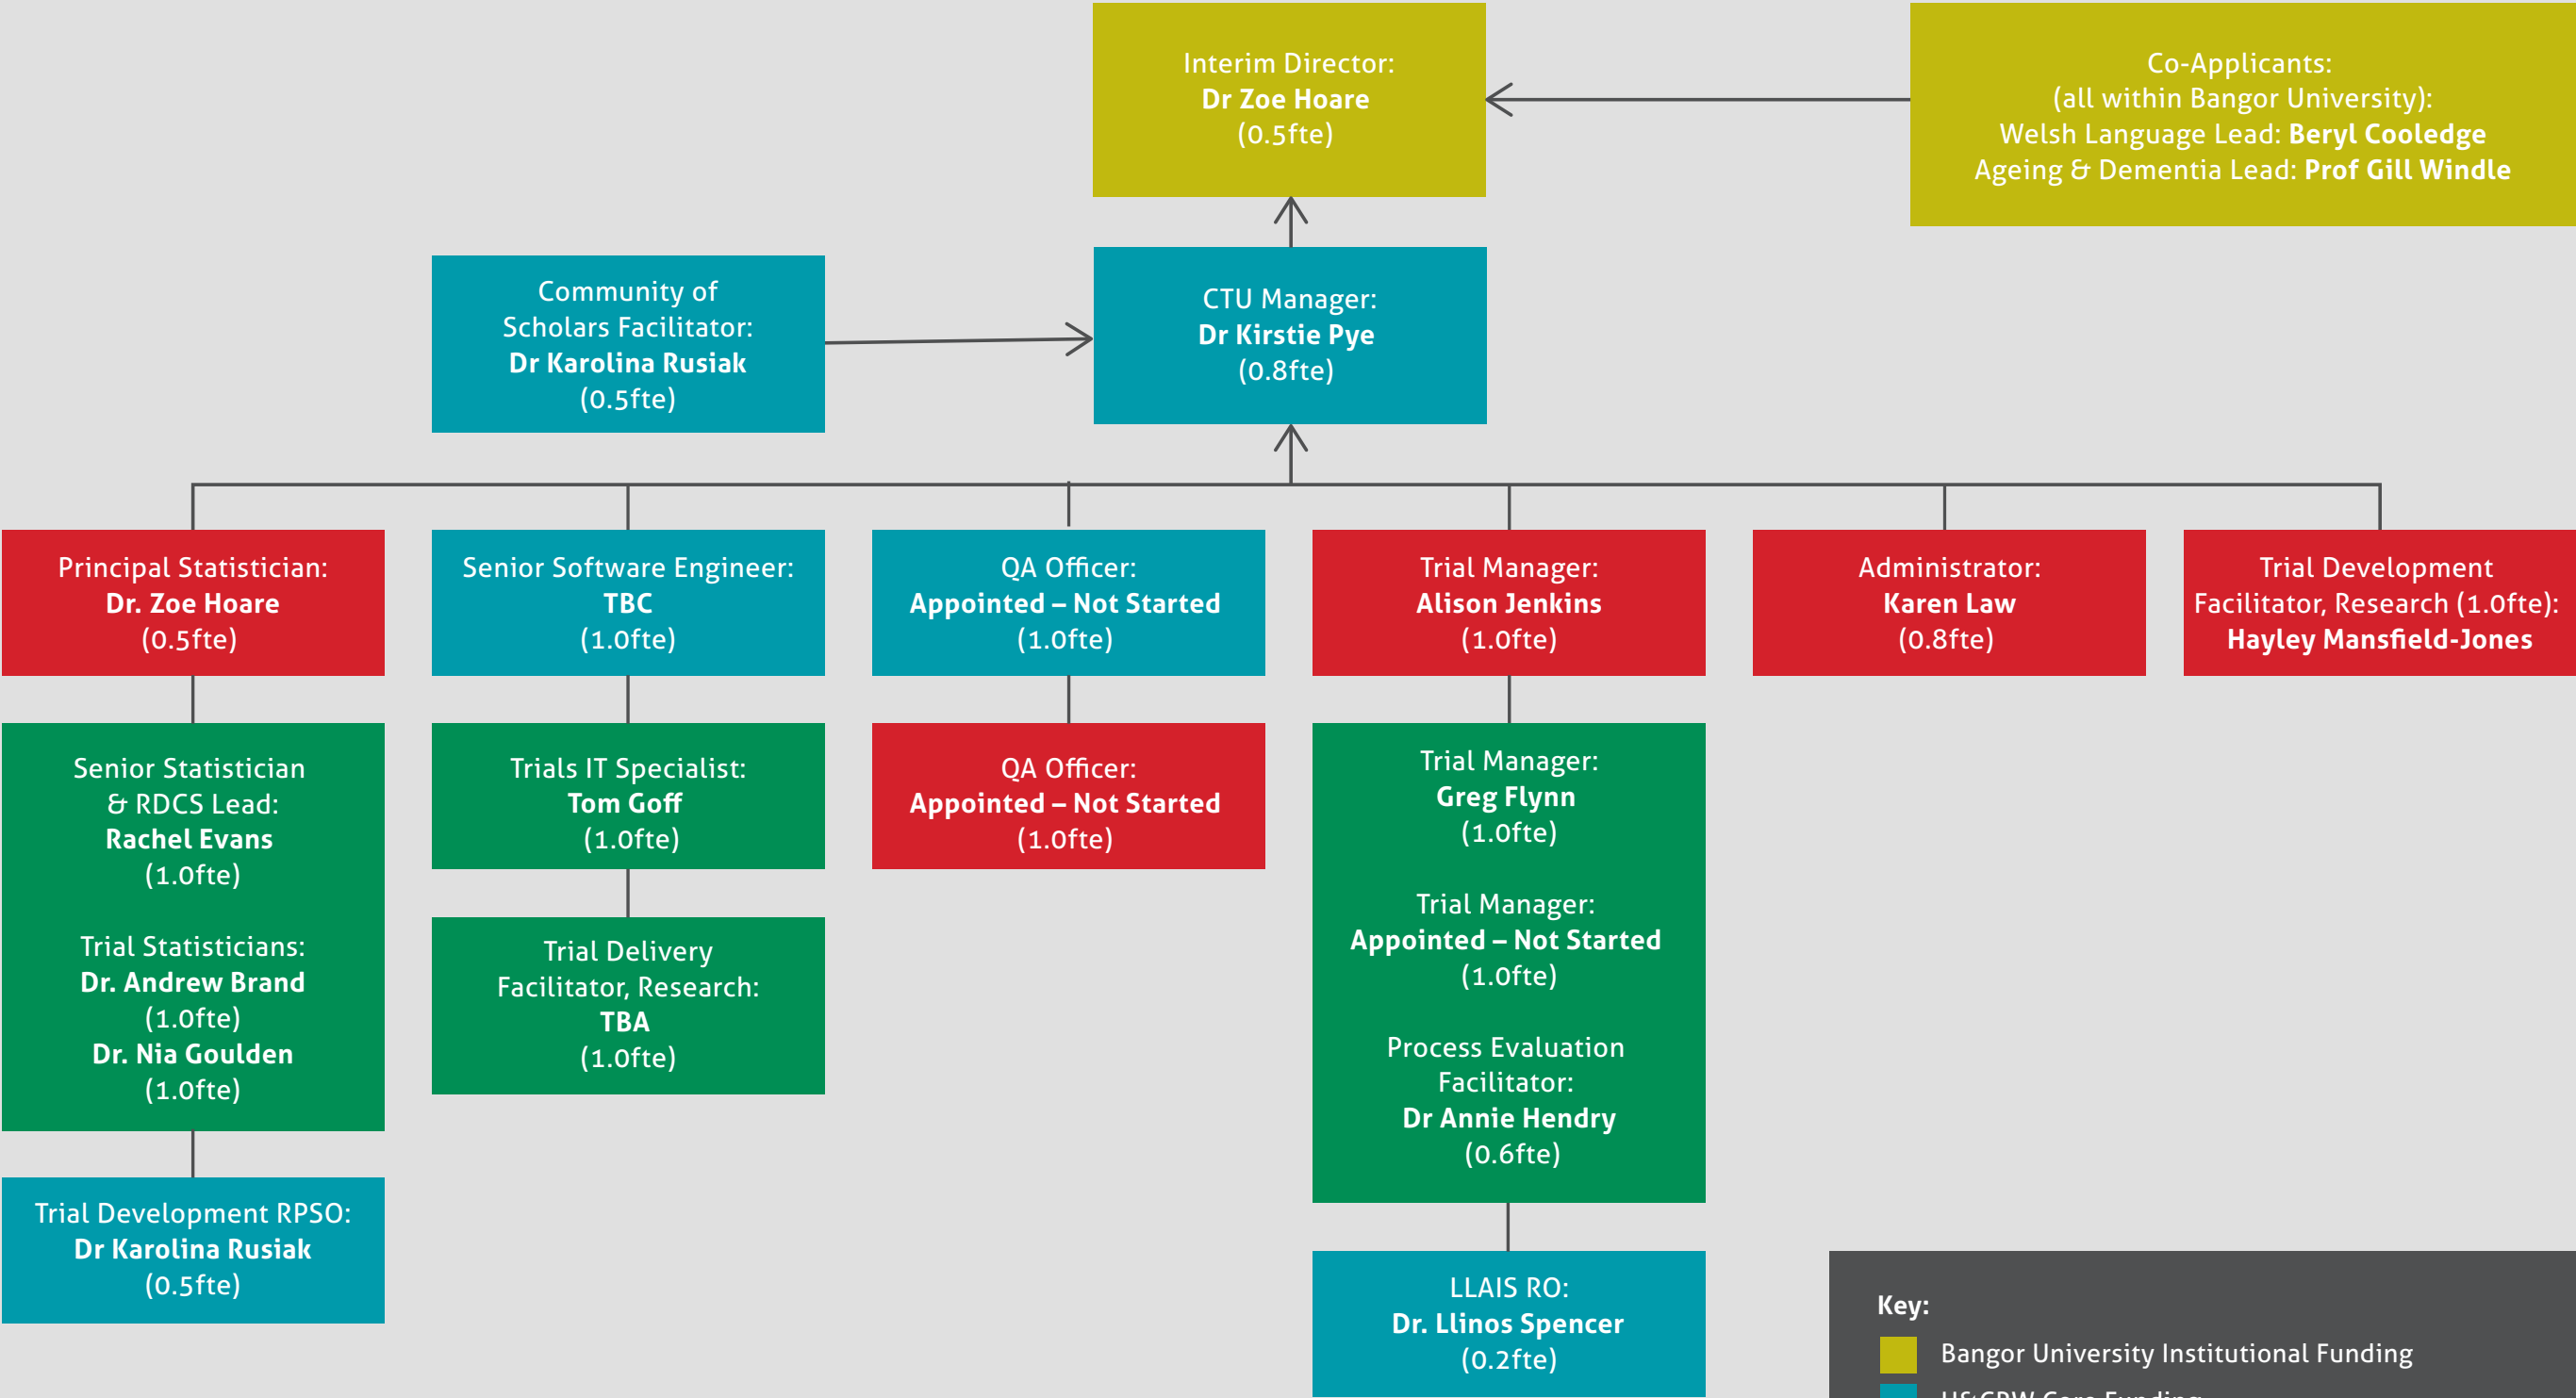 Interim Director:
Dr Zoe Hoare
(0.5fte)
Co-Applicants:
(all within Bangor University):
Welsh Language Lead: Beryl Cooledge
Ageing & Dementia Lead: Prof Gill Windle
Community of
Scholars Facilitator:
Dr Karolina Rusiak
(0.5fte)
CTU Manager:
Dr Kirstie Pye
(0.8fte)
Principal Statistician:
Dr. Zoe Hoare
(0.5fte)
Senior Software Engineer:
TBC
(1.0fte)
QA Officer:
Appointed – Not Started
(1.0fte)
Trial Manager:
Alison Jenkins
(1.0fte)
Administrator:
Karen Law
(0.8fte)
Trial Development
Facilitator, Research (1.0fte):
Hayley Mansfield-Jones
Senior Statistician
& RDCS Lead:
Rachel Evans
(1.0fte)
Trial Statisticians:
Dr. Andrew Brand
(1.0fte)
Dr. Nia Goulden
(1.0fte)
Trials IT Specialist:
Tom Goff
(1.0fte)
QA Officer:
Appointed – Not Started
(1.0fte)
Trial Manager:
Greg Flynn
(1.0fte)
Trial Manager:
Appointed – Not Started
(1.0fte)
Process Evaluation
Facilitator:
Dr Annie Hendry
(0.6fte)
Trial Delivery
Facilitator, Research:
TBA
(1.0fte)
Trial Development RPSO:
Dr Karolina Rusiak
(0.5fte)
LLAIS RO:
Dr. Llinos Spencer
(0.2fte)
Key:
Bangor University Institutional Funding
H&CRW Core Funding